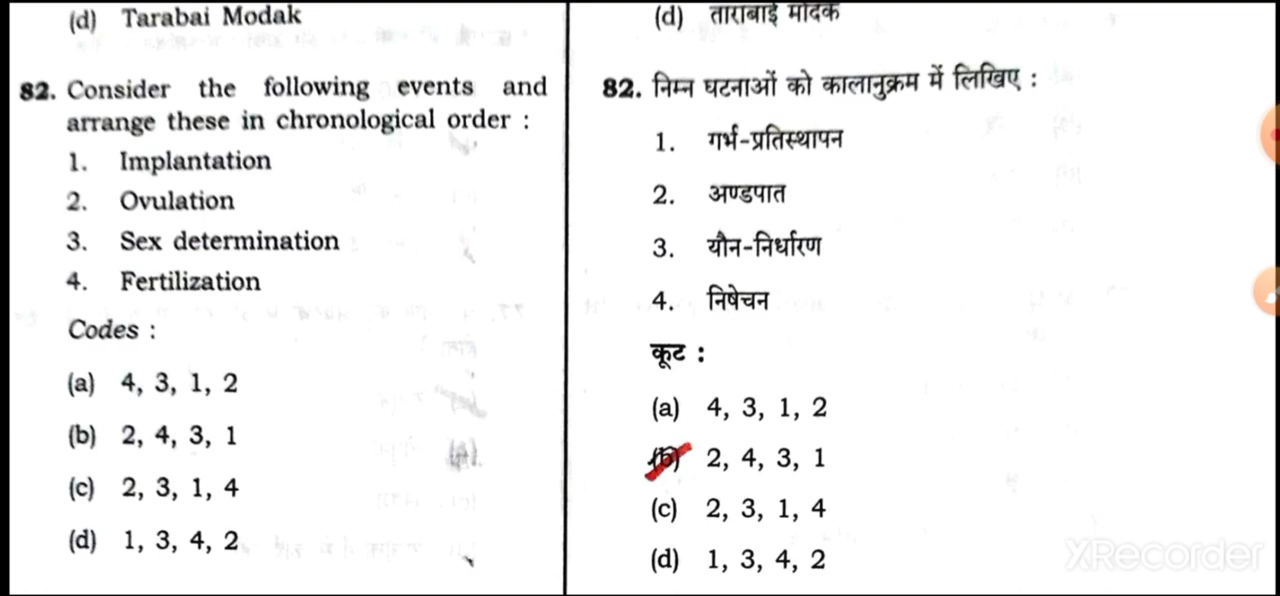 (d) Tarabai Modak
82. Consider the following events and
arrange these in chronological order :
1. Implantation
2. Ovulation
3. Sex determination
4. Fertilization
Codes :
(a) 4, 3, 1, 2
(b) 2, 4, 3, 1
(c) 2, 3, 1, 4
(d) 1, 3, 4, 2
(d) ताराबाई मोदक
82. निम्न घटनाओं को कालानुक्रम में लिखिए :
1. गर्भ-प्रतिस्थापन
2. अण्डपात
3. यौन-निर्धारण
4. निषेचन
कूट :
(a) 4, 3, 1, 2
(b) 2, 4, 3, 1
(c) 2, 3, 1, 4
(d) 1, 3, 4, 2
XRecorder